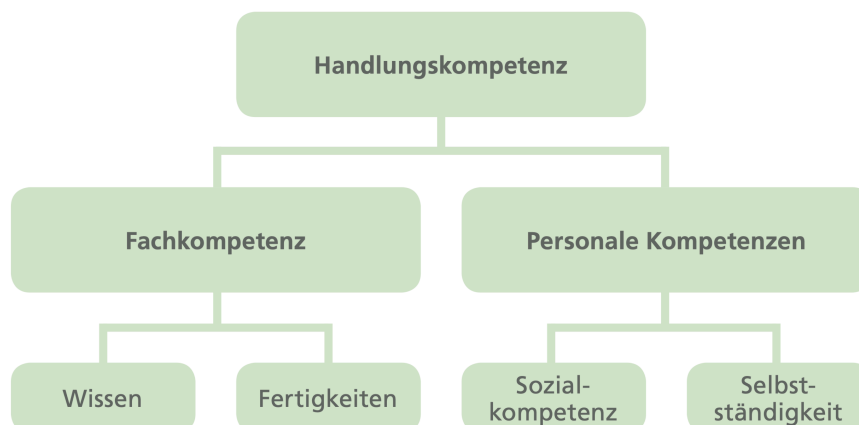 Handlungskompetenz
Fachkompetenz
Personale Kompetenzen
Wissen
Fertigkeiten
Sozial-
kompetenz
Selbst-
ständigkeit